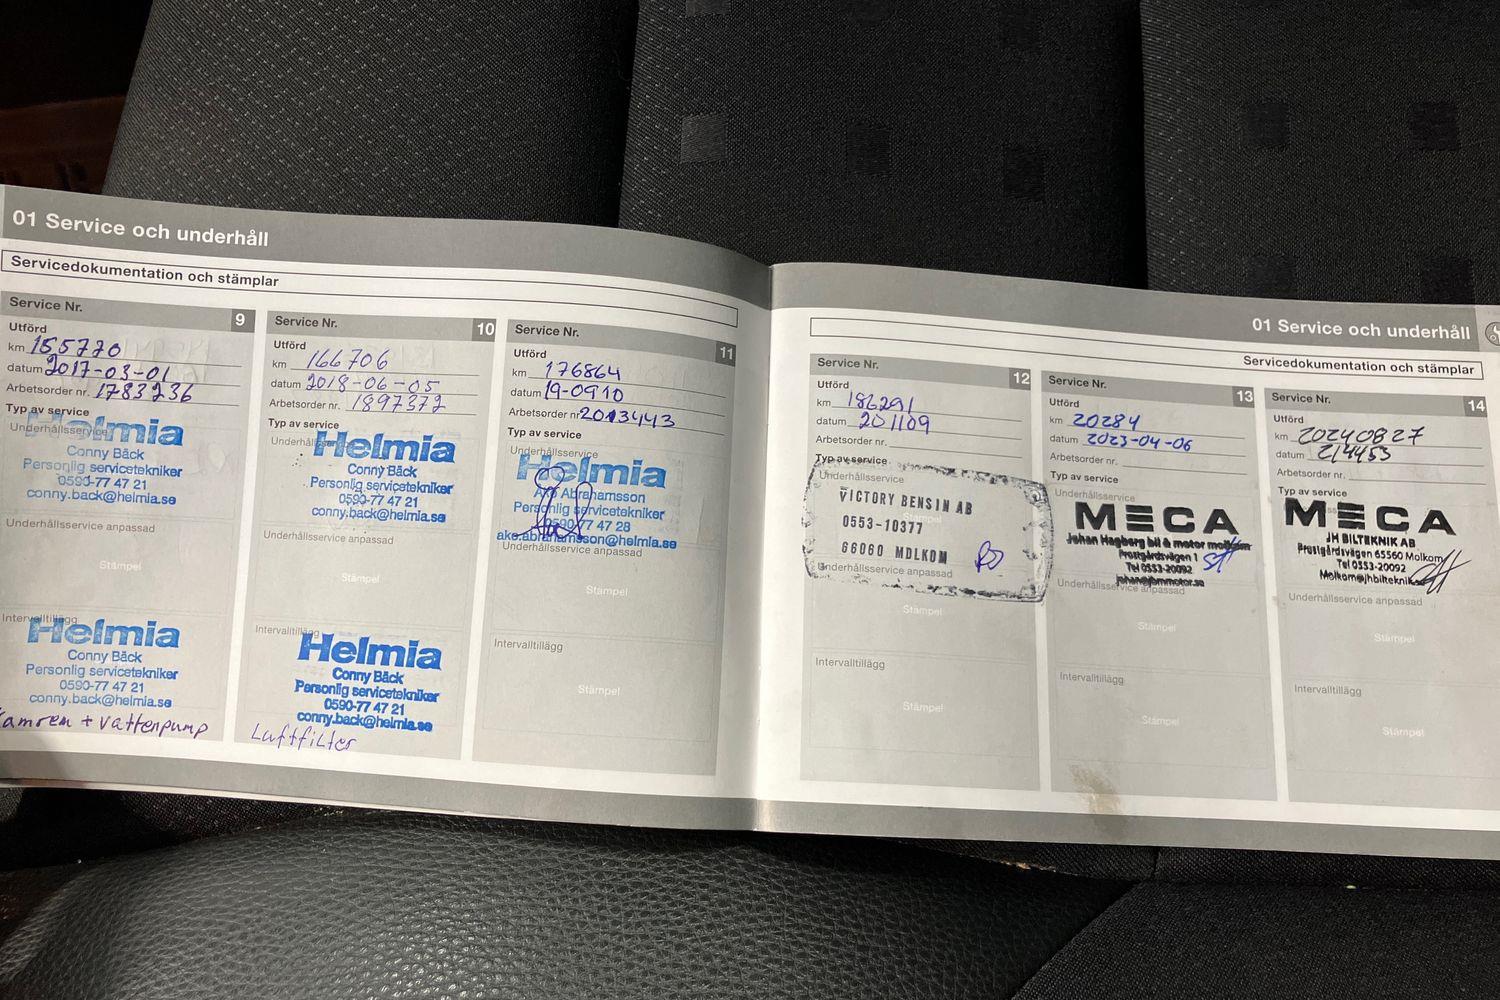 01 Service och underhåll
Servicedokumentation och stämplar
Service Nr. 9
Utförd
km 155770
datum 2017-03-01
Arbetsorder nr. 1783236
Typ av service
Underhållsservice
Helmia
Conny Bäck
Personlig servicetekniker
0590-77 47 21
conny.back@helmia.se
Underhållsservice anpassad
Stämpel
Intervalltillägg
Helmia
Conny Bäck
Personlig servicetekniker
0590-77 47 21
conny.back@helmia.se
Kamrem + vattenpump
Service Nr. 10
Utförd
km 166706
datum 2018-06-05
Arbetsorder nr. 1897372
Typ av service
Underhållsservice
Helmia
Conny Bäck
Personlig servicetekniker
0590-77 47 21
conny.back@helmia.se
Underhållsservice anpassad
Stämpel
Intervalltillägg
Helmia
Conny Bäck
Personlig servicetekniker
0590-77 47 21
conny.back@helmia.se
Luftfilter
Service Nr. 11
Utförd
km 176864
datum 19-0910
Arbetsorder nr 2013443
Typ av service
Underhållsservice
Helmia
Abrahamsson
Personlig servicetekniker
0590-77 47 28
ake.abrahamsson@helmia.se
Underhållsservice anpassad
Stämpel
Intervalltillägg
Stämpel
01 Service och underhåll
Servicedokumentation och stämplar
Service Nr. 12
Utförd
km 186291
datum 201109
Arbetsorder nr.
Typ av service
Underhållsservice
VICTORY BENSIN AB
Stämpel
0553-10377
66060 MOLKOM
Underhållsservice anpassad
Stämpel
Intervalltillägg
Stämpel
Service Nr. 13
Utförd
km 20284
datum 2023-04-06
Arbetsorder nr.
Typ av service
Underhållsservice
MECA
Johan Hagberg bil & motor molkom
Prostgårdsvägen 1
Tel 0553-20092
Underhållsservice anpassad
Stämpel
Intervalltillägg
Stämpel
Service Nr. 14
Utförd
km 20240827
datum 214453
Arbetsorder nr.
Typ av service
MECA
JH BILTEKNIK AB
Prostgårdsvägen 65560 Molkom
Tel 0553-20092
Underhållsservice anpassad
Stämpel
Intervalltillägg
Stämpel